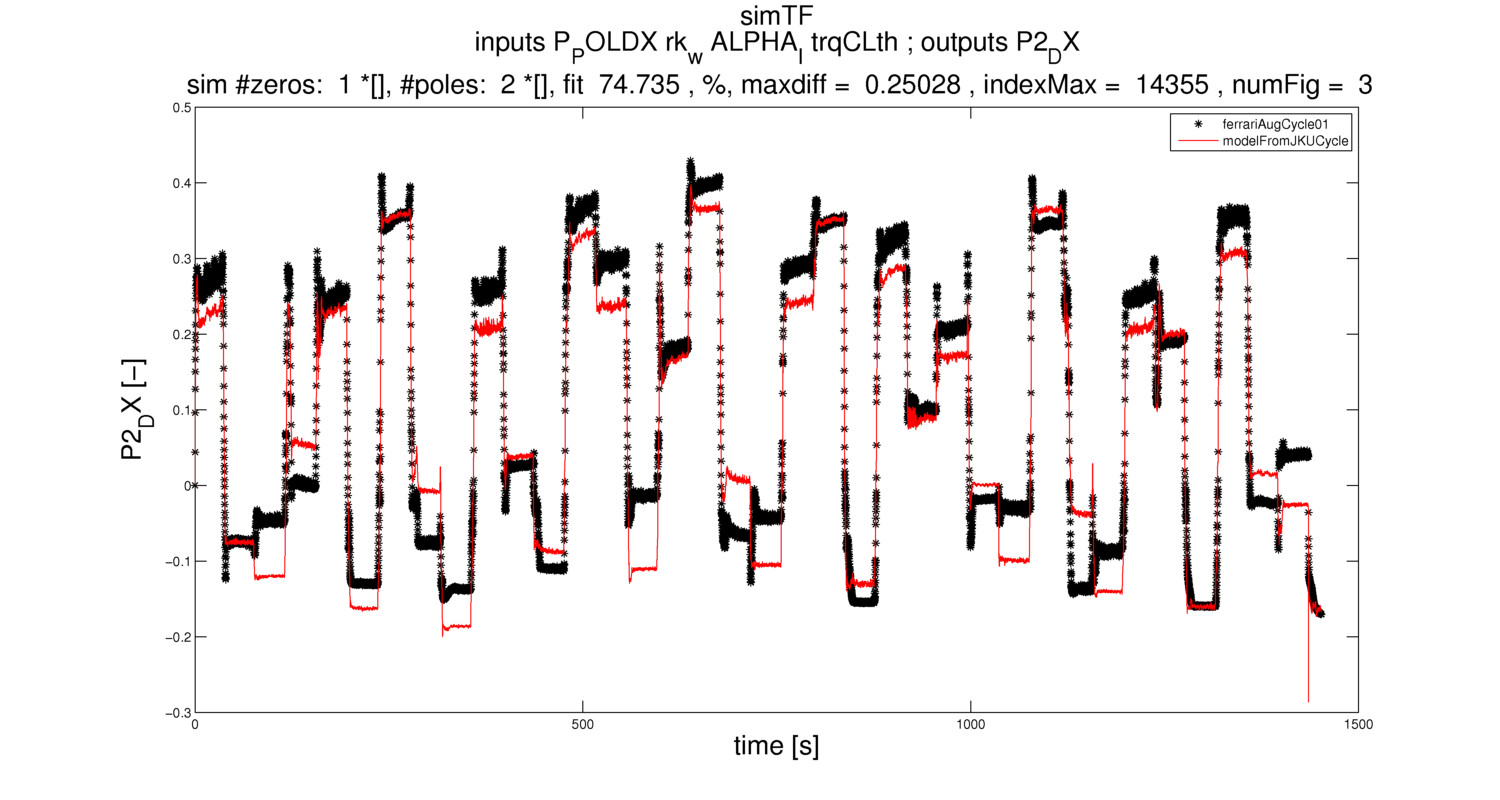 simTF
inputs P_POLDX rk_w ALPHA_I trqCLth ; outputs P2_DX
sim #zeros: 1 *[], #poles: 2 *[], fit 74.735 , %, maxdiff = 0.25028 , indexMax = 14355 , numFig = 3
ferrariAugCycle01
modelFromJKUCycle
P2_DX [-]
0.5
0.4
0.3
0.2
0.1
0
−0.1
−0.2
−0.3
0
500
1000
1500
time [s]